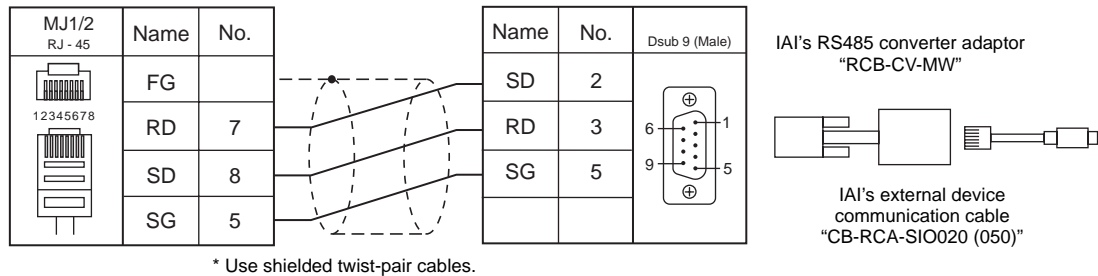 MJ1/2
RJ - 45
Name No.
12345678
FG
RD 7
SD 8
SG 5
Name No. Dsub 9 (Male)
SD 2
RD 3
SG 5
6
1
9
5
* Use shielded twist-pair cables.
IAI's RS485 converter adaptor
“RCB-CV-MW”
IAI's external device
communication cable
“CB-RCA-SIO020 (050)”